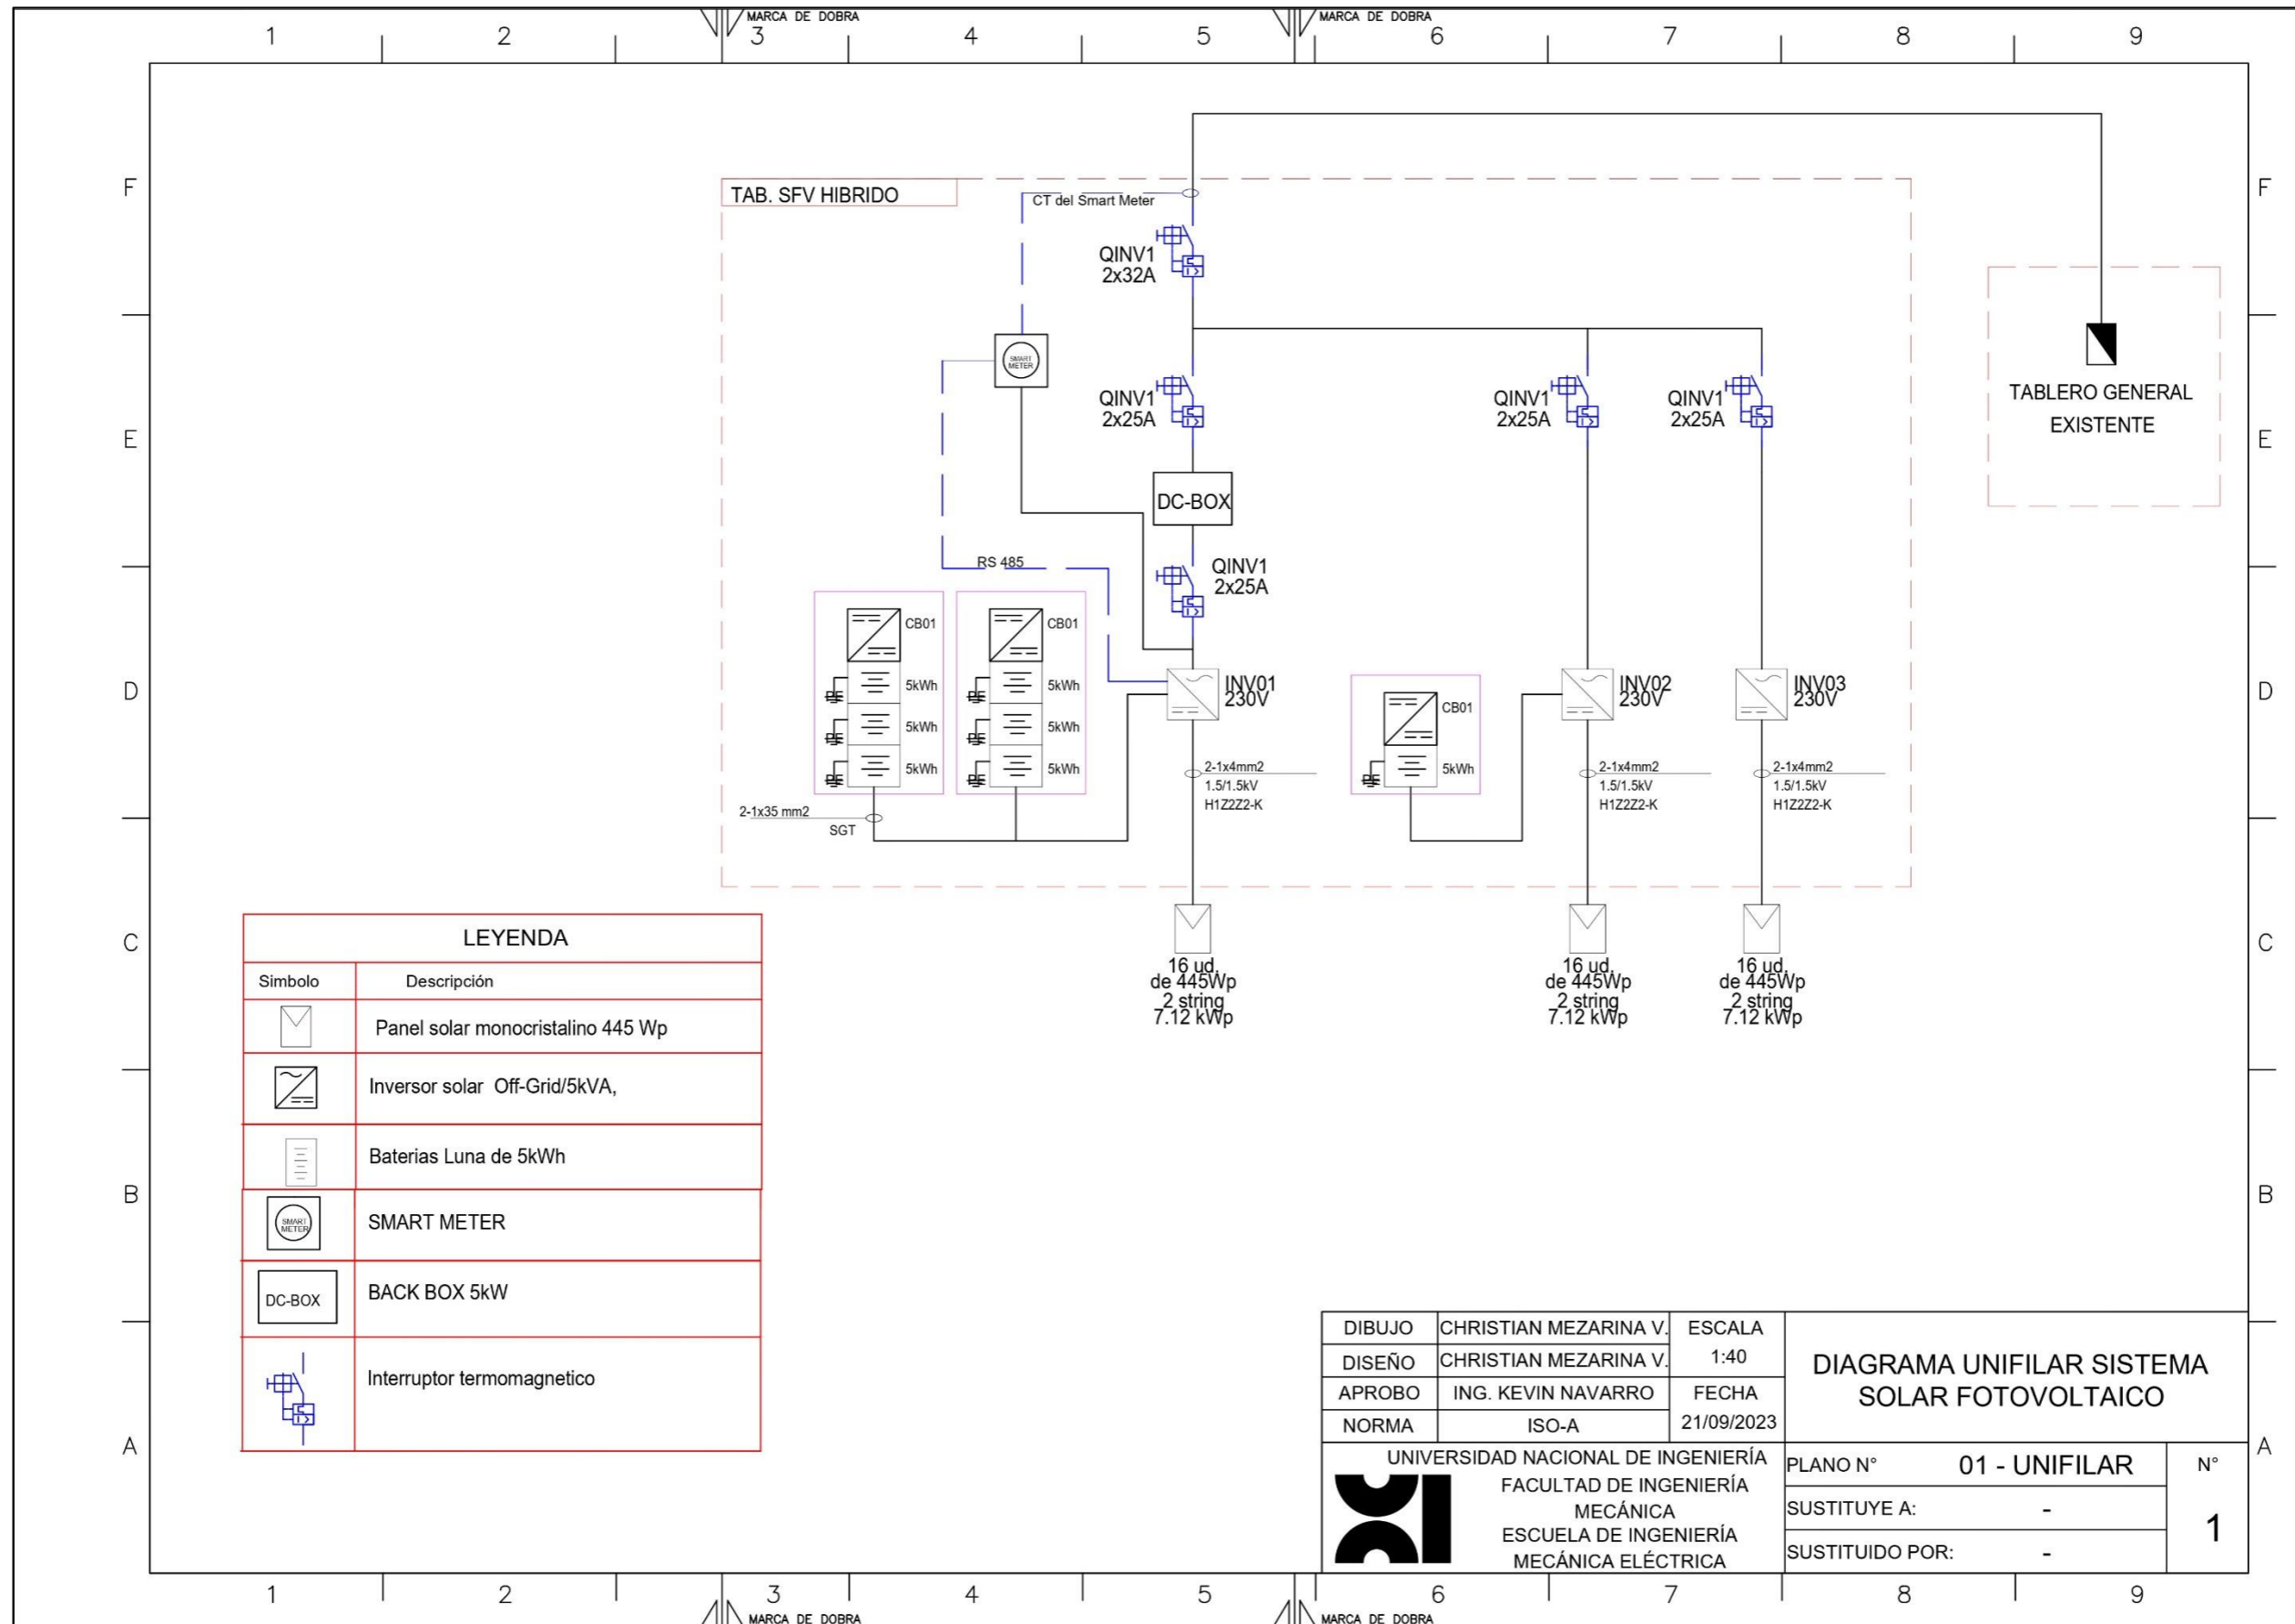 MARCA DE DOBRA
MARCA DE DOBRA
1
2
3
4
5
6
7
8
9
F
F
TAB. SFV HIBRIDO
CT del Smart Meter
QINV1
2x32A
SMART
METER
QINV1
2x25A
QINV1
2x25A
QINV1
2x25A
TABLERO GENERAL
EXISTENTE
E
E
DC-BOX
RS 485
QINV1
2x25A
CB01
5kWh
5kWh
5kWh
PE
PE
PE
CB01
5kWh
5kWh
5kWh
PE
PE
PE
D
D
INV01
230V
CB01
5kWh
PE
INV02
230V
INV03
230V
2-1x4mm2
1.5/1.5kV
H1Z2Z2-K
2-1x4mm2
1.5/1.5kV
H1Z2Z2-K
2-1x4mm2
1.5/1.5kV
H1Z2Z2-K
2-1x35 mm2
SGT
C
C
16 ud.
de 445Wp
2 string
7.12 kWp
16 ud.
de 445Wp
2 string
7.12 kWp
16 ud.
de 445Wp
2 string
7.12 kWp
LEYENDA
Simbolo Descripción
Panel solar monocristalino 445 Wp
Inversor solar Off-Grid/5kVA,
Baterias Luna de 5kWh
SMART
METER
SMART METER
DC-BOX
BACK BOX 5kW
Interruptor termomagnetico
B
B
A
A
DIBUJO CHRISTIAN MEZARINA V. ESCALA
DISEÑO CHRISTIAN MEZARINA V. 1:40
APROBO ING. KEVIN NAVARRO FECHA
NORMA ISO-A 21/09/2023
DIAGRAMA UNIFILAR SISTEMA
SOLAR FOTOVOLTAICO
UNIVERSIDAD NACIONAL DE INGENIERÍA
FACULTAD DE INGENIERÍA
MECÁNICA
ESCUELA DE INGENIERÍA
MECÁNICA ELÉCTRICA
PLANO N° 01 - UNIFILAR
SUSTITUYE A: -
SUSTITUIDO POR: -
N°
1
1
2
3
4
5
6
7
8
9
MARCA DE DOBRA
MARCA DE DOBRA